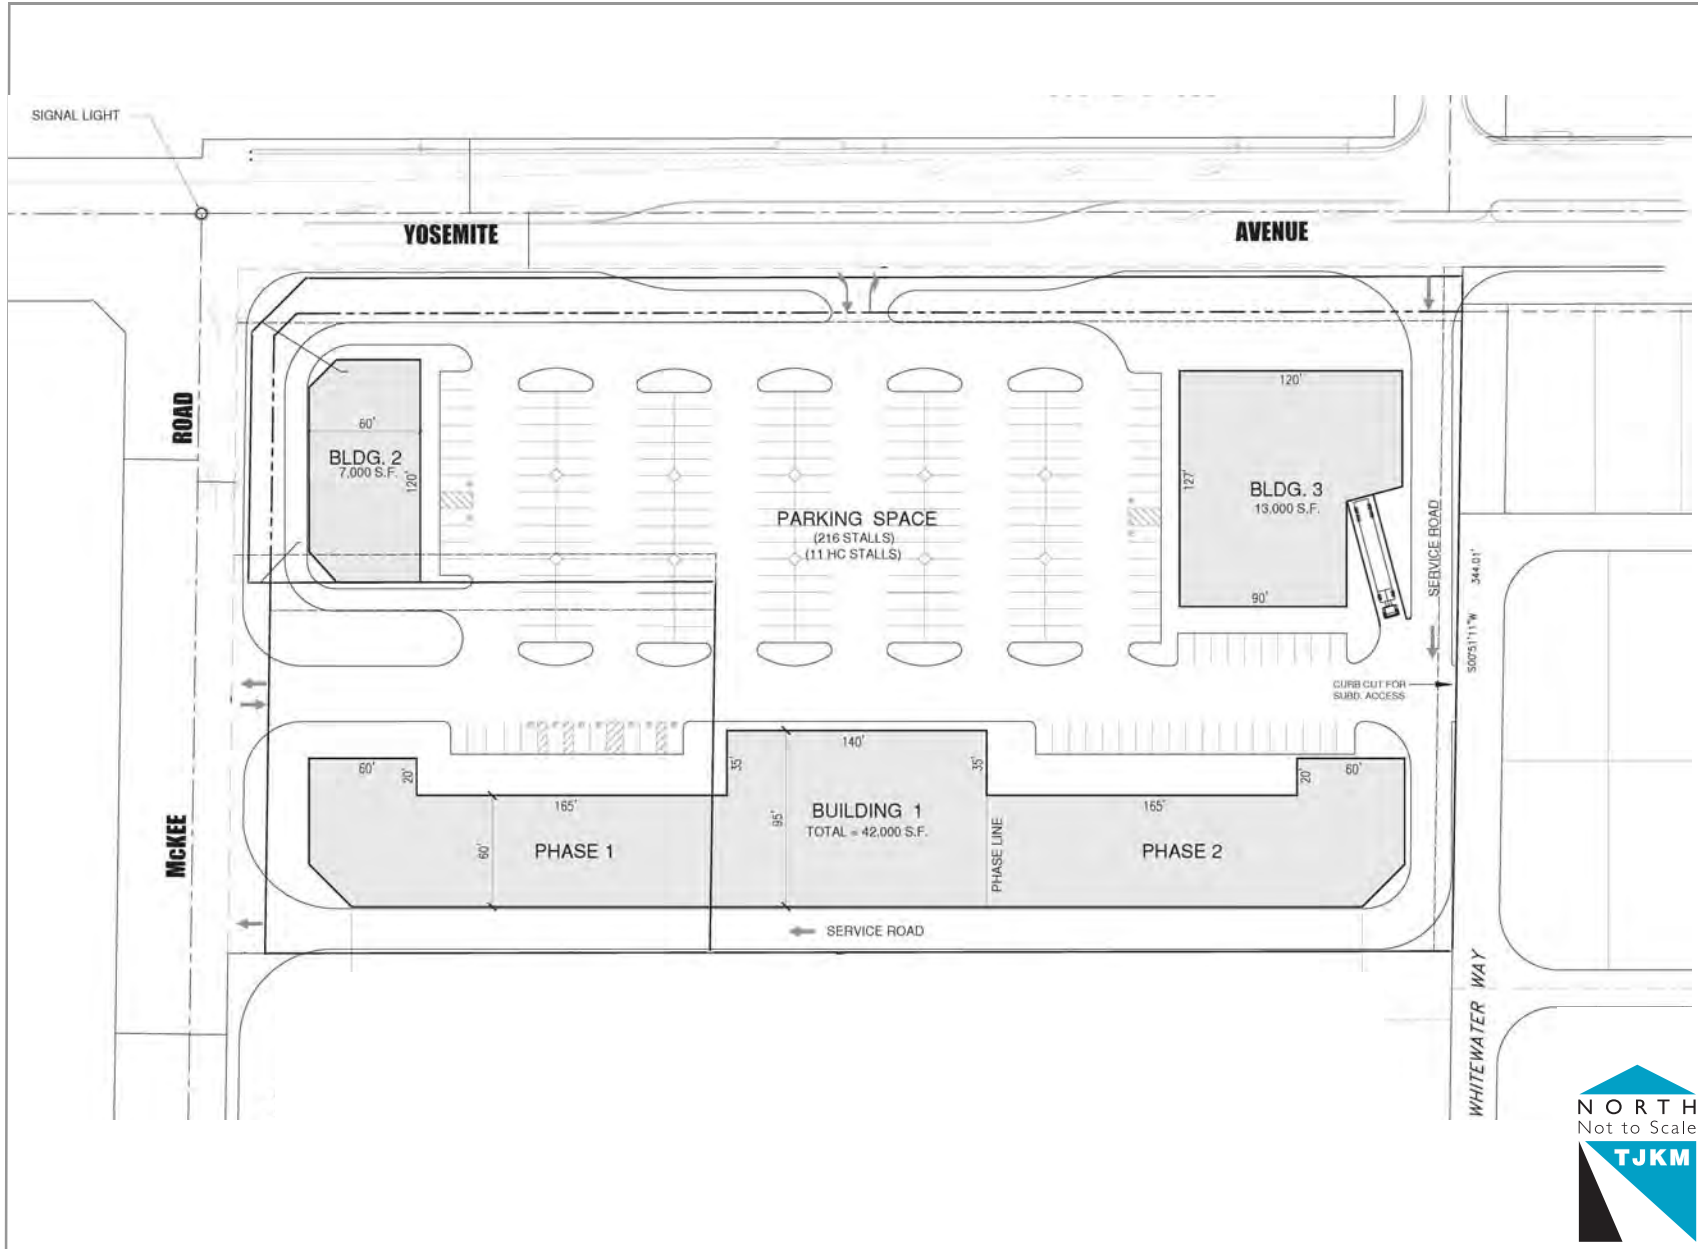 SIGNAL LIGHT
YOSEMITE
AVENUE
ROAD
60'
BLDG. 2
7,000 S.F.
120'
120'
127'
BLDG. 3
13,000 S.F.
90'
PARKING SPACE
(216 STALLS)
(11 HC STALLS)
SERVICE ROAD
S00°51'11"W 344.01'
CURB CUT FOR
SUBD. ACCESS
60'
20'
165'
35'
140'
35'
95'
BUILDING 1
TOTAL = 42,000 S.F.
165'
20'
60'
60'
PHASE 1
PHASE LINE
PHASE 2
McKEE
SERVICE ROAD
WHITEWATER WAY
NORTH
Not to Scale
TJKM